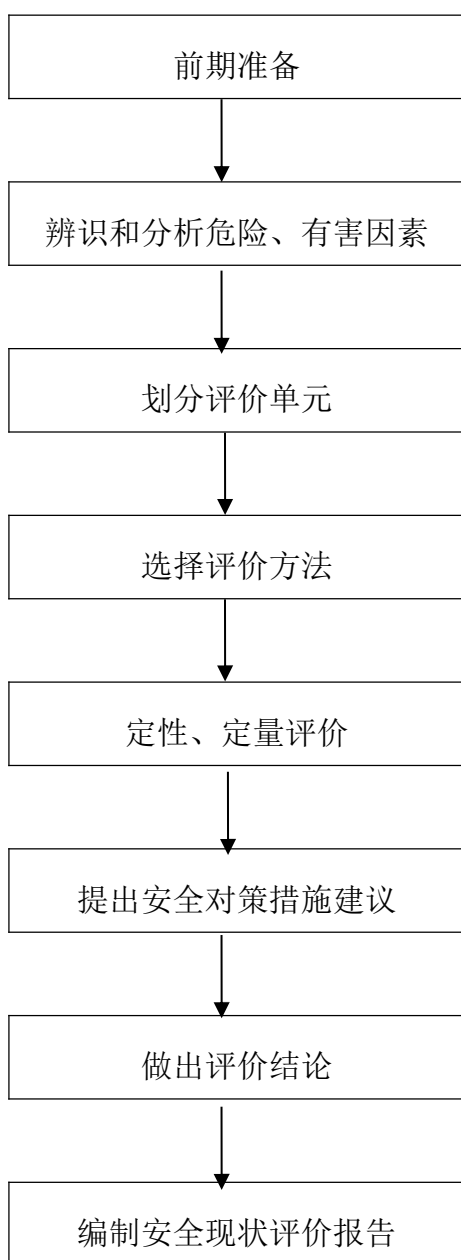 前期准备
辨识和分析危险、有害因素
划分评价单元
选择评价方法
定性、定量评价
提出安全对策措施建议
做出评价结论
编制安全现状评价报告